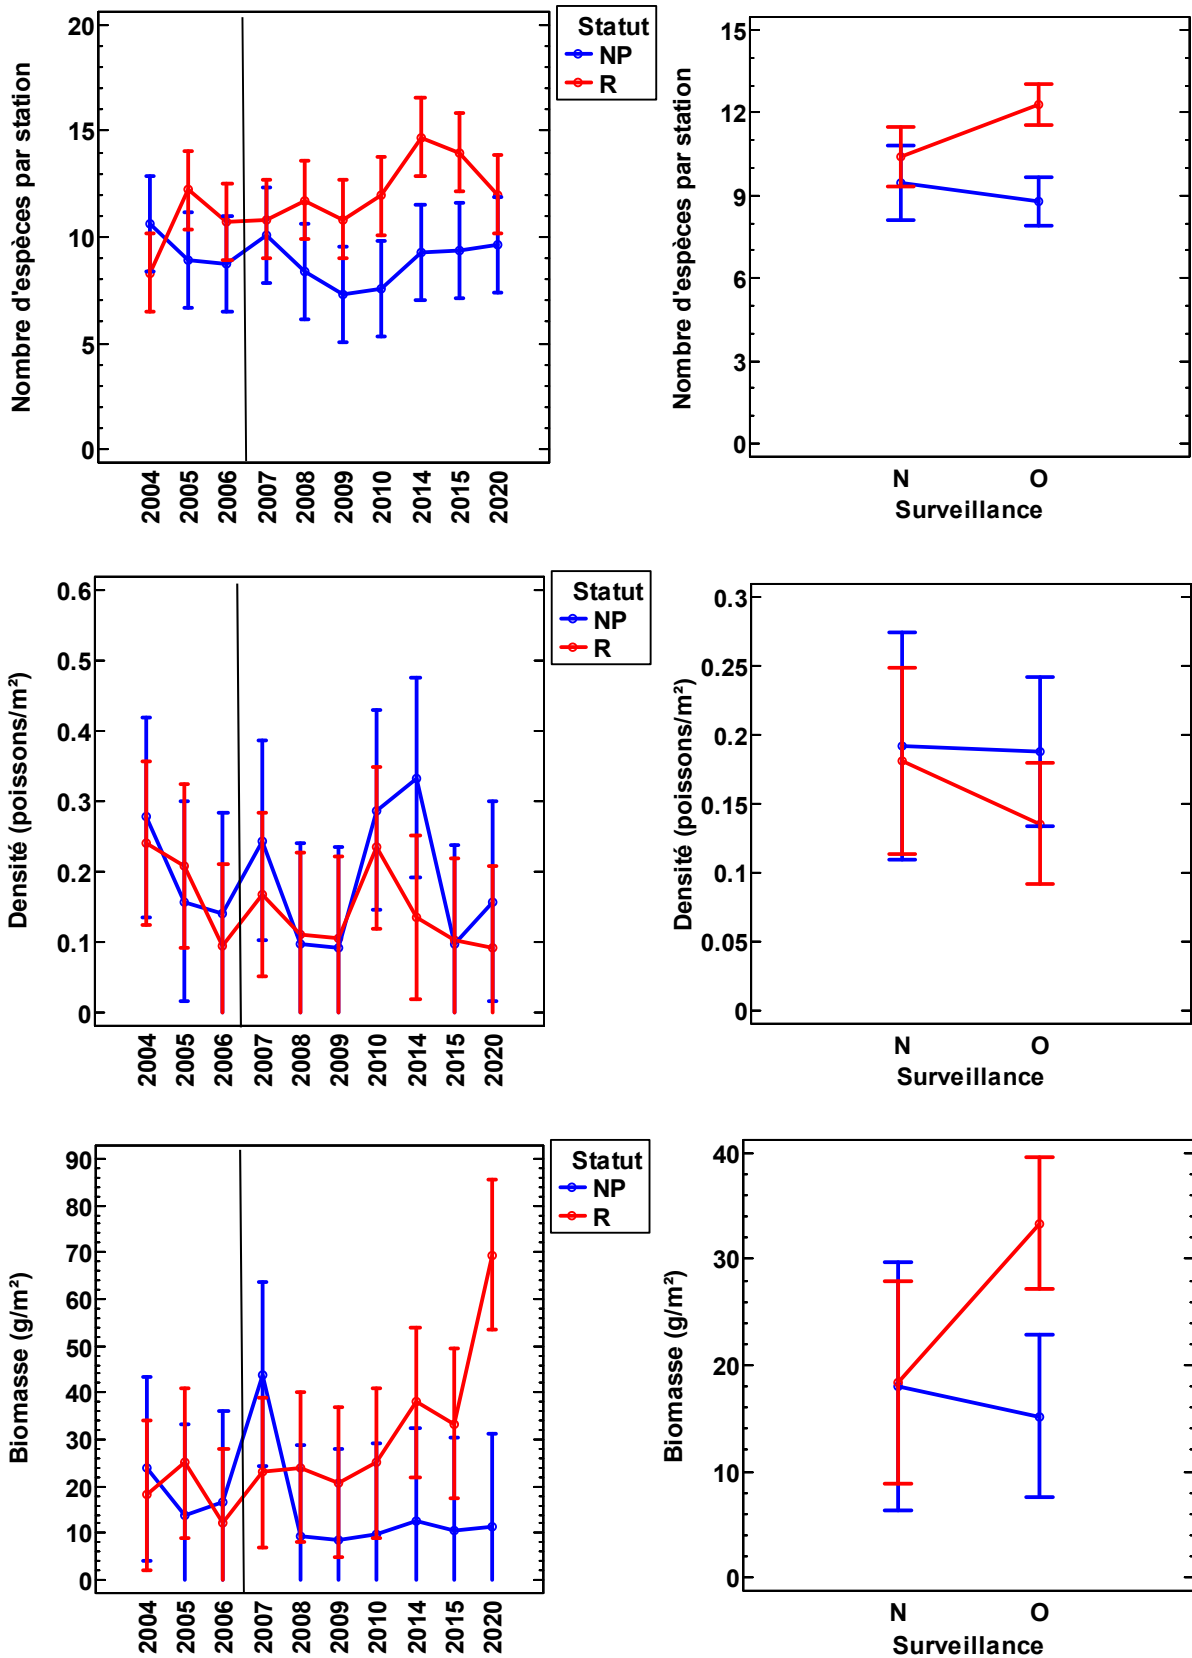 Nombre d'espèces par station
20
15
10
5
0
2004
2005
2006
2007
2008
2009
2010
2014
2015
2020
Statut
NP
R
Nombre d'espèces par station
15
12
9
6
3
0
N
O
Surveillance
Densité (poissons/m²)
0.6
0.5
0.4
0.3
0.2
0.1
0
2004
2005
2006
2007
2008
2009
2010
2014
2015
2020
Statut
NP
R
Densité (poissons/m²)
0.3
0.25
0.2
0.15
0.1
0.05
0
N
O
Surveillance
Biomasse (g/m²)
90
80
70
60
50
40
30
20
10
0
2004
2005
2006
2007
2008
2009
2010
2014
2015
2020
Statut
NP
R
Biomasse (g/m²)
40
30
20
10
0
N
O
Surveillance